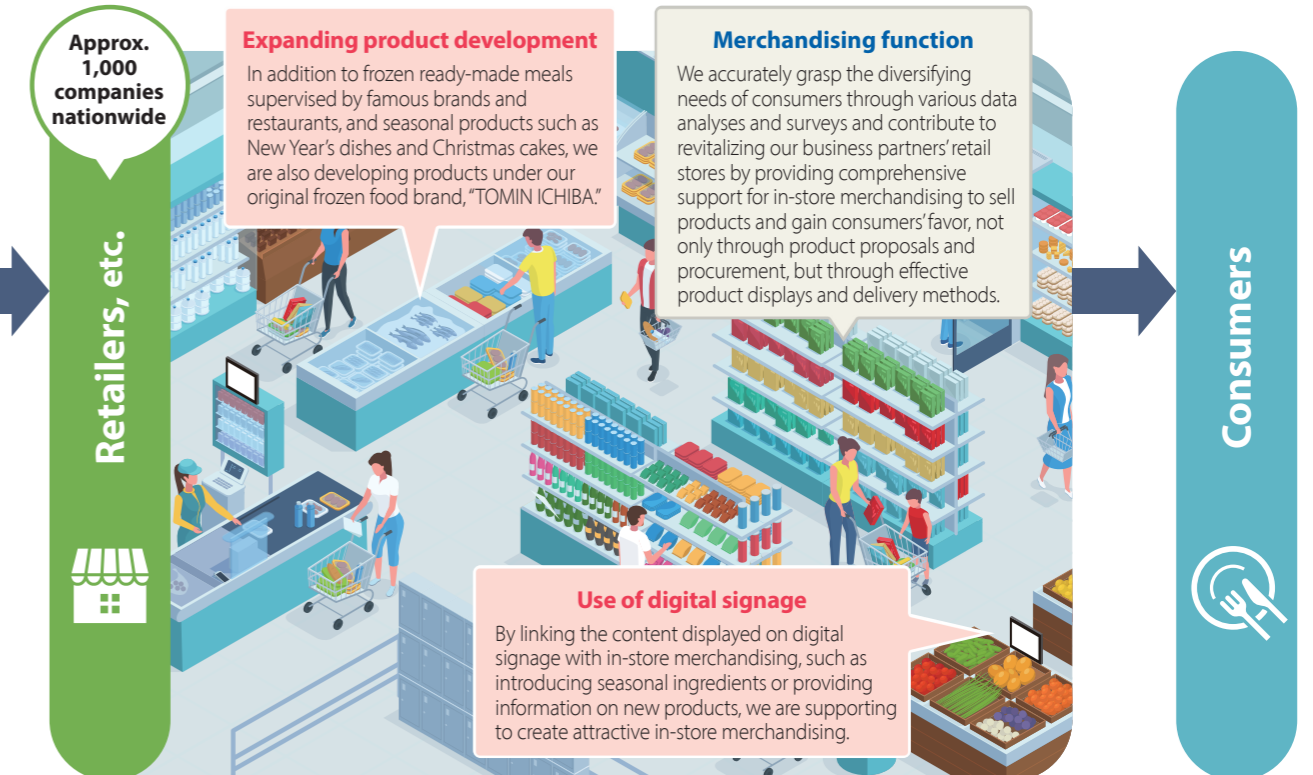 Approx.
1,000
companies
nationwide
Retailers, etc.
Expanding product development
In addition to frozen ready-made meals
supervised by famous brands and
restaurants, and seasonal products such as
New Year’s dishes and Christmas cakes, we
are also developing products under our
original frozen food brand, “TOMIN ICHIBA.”
Merchandising function
We accurately grasp the diversifying
needs of consumers through various data
analyses and surveys and contribute to
revitalizing our business partners’ retail
stores by providing comprehensive
support for in-store merchandising to sell
products and gain consumers’ favor, not
only through product proposals and
procurement, but through effective
product displays and delivery methods.
Use of digital signage
By linking the content displayed on digital
signage with in-store merchandising, such as
introducing seasonal ingredients or providing
information on new products, we are supporting
to create attractive in-store merchandising.
Consumers